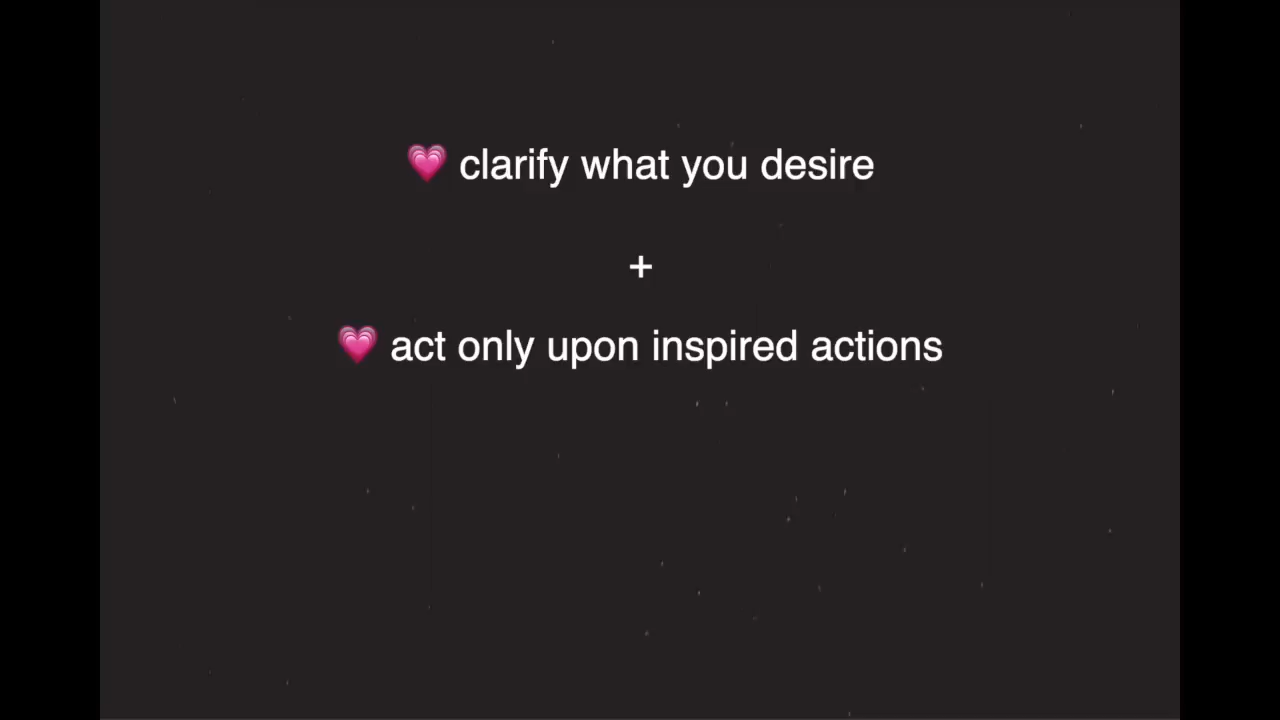 💗 clarify what you desire
+
💗 act only upon inspired actions